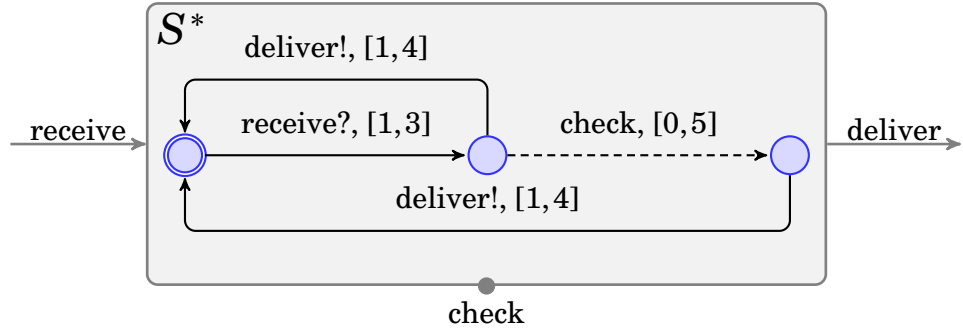 S*
deliver!, [1,4]
receive
receive?, [1,3]
check, [0,5]
deliver
deliver!, [1,4]
check